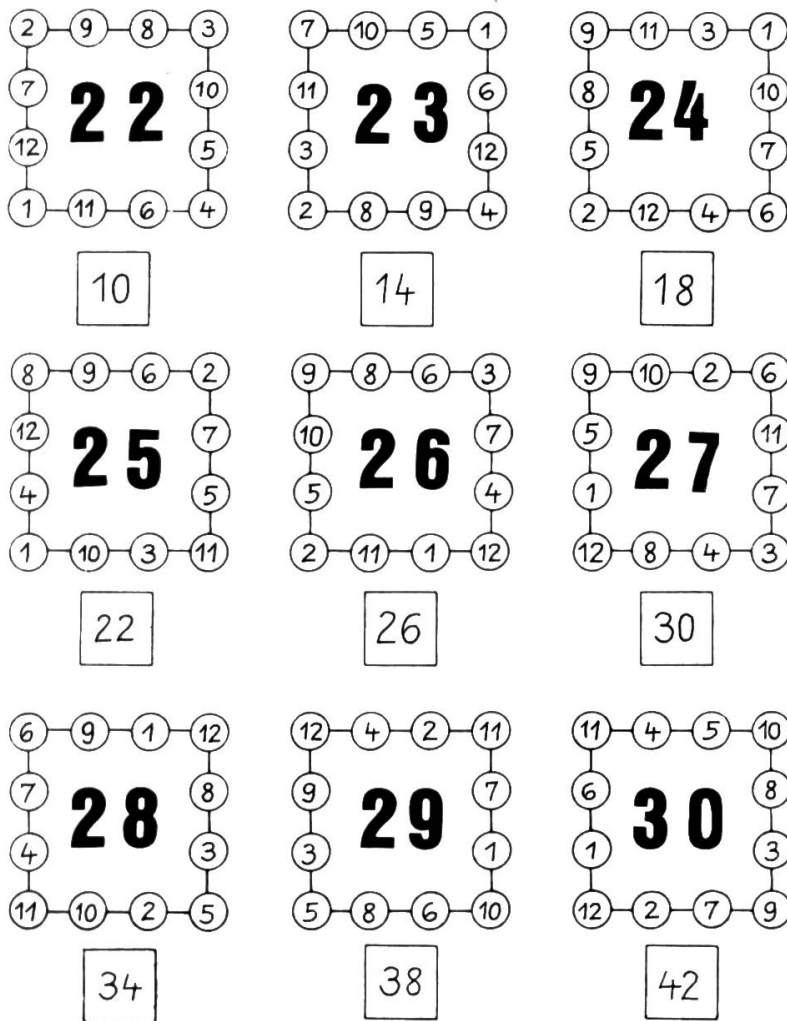 2 9 8 3 7 10 5 1 9 11 3 1
7 10 11 6 8 10
22 23 24
12 5 3 12 5 7
1 11 6 4 2 8 9 4 2 12 4 6
10 14 18
8 9 6 2 9 8 6 3 9 10 2 6
12 7 10 7 5 11
25 26 27
4 5 5 4 1 7
1 10 3 11 2 11 1 12 12 8 4 3
22 26 30
6 9 1 12 12 4 2 11 11 4 5 10
7 8 9 7 6 8
28 29 30
4 3 3 1 1 3
11 10 2 5 5 8 6 10 12 2 7 9
34 38 42